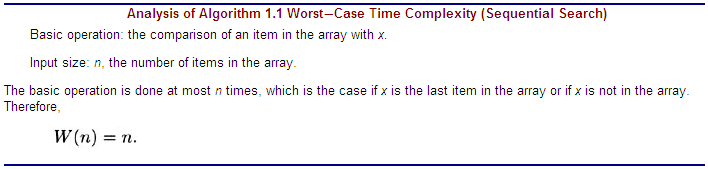 Analysis of Algorithm 1.1 Worst–Case Time Complexity (Sequential Search)
Basic operation: the comparison of an item in the array with x.
Input size: n, the number of items in the array.
The basic operation is done at most n times, which is the case if x is the last item in the array or if x is not in the array.
Therefore,
W(n) = n.